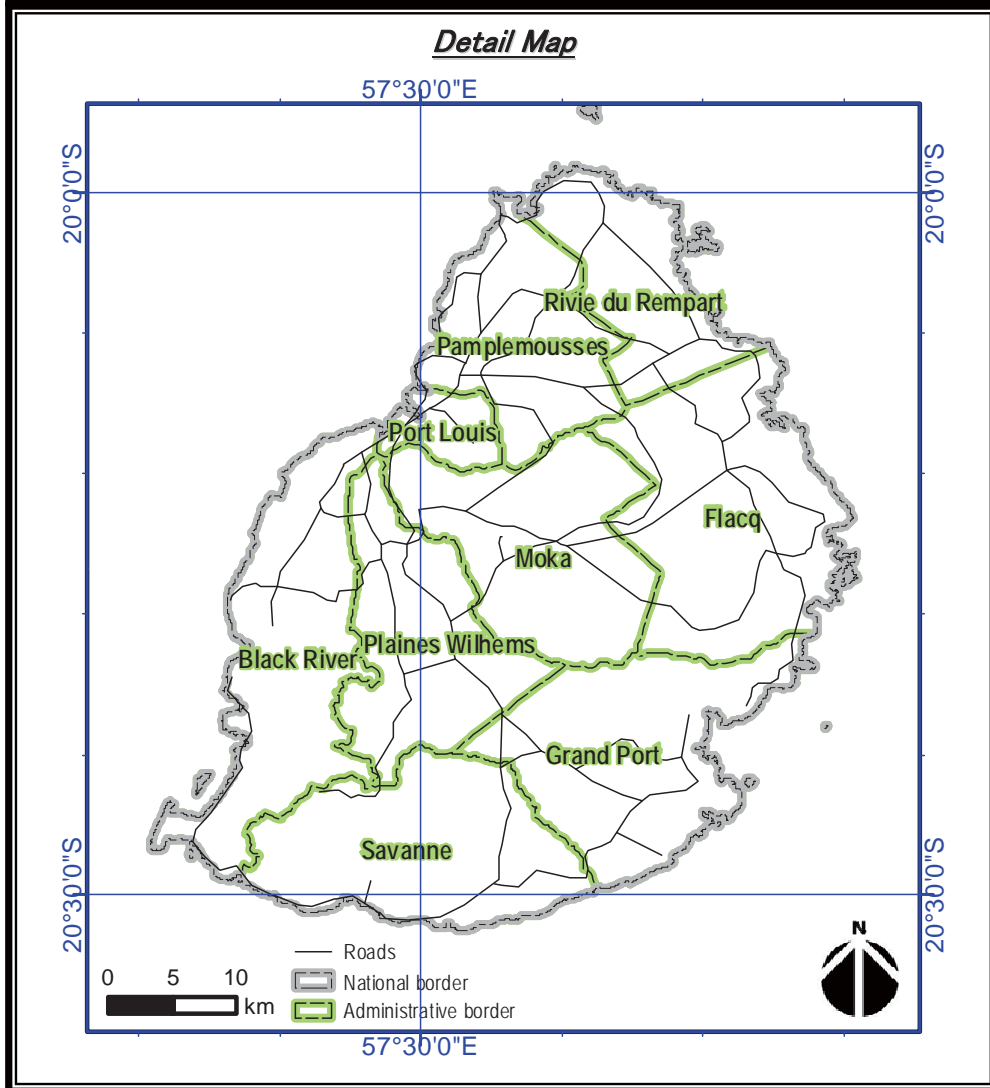 Detail Map
57°30'0"E
20°0'0"S
20°0'0"S
Rivie du Rempart
Pamplemousses
Port Louis
Flacq
Moka
Plaines Wilhems
Black River
Grand Port
Savanne
20°30'0"S
20°30'0"S
N
Roads
0 5 10
km
National border
Administrative border
57°30'0"E